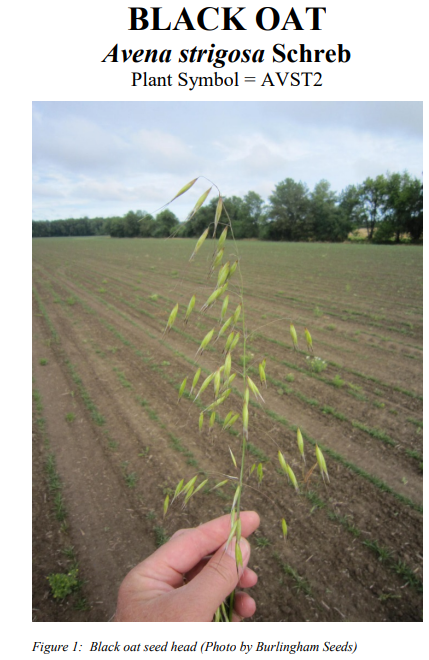 BLACK OAT
Avena strigosa Schreb
Plant Symbol = AVST2
Figure 1:  Black oat seed head (Photo by Burlingham Seeds)